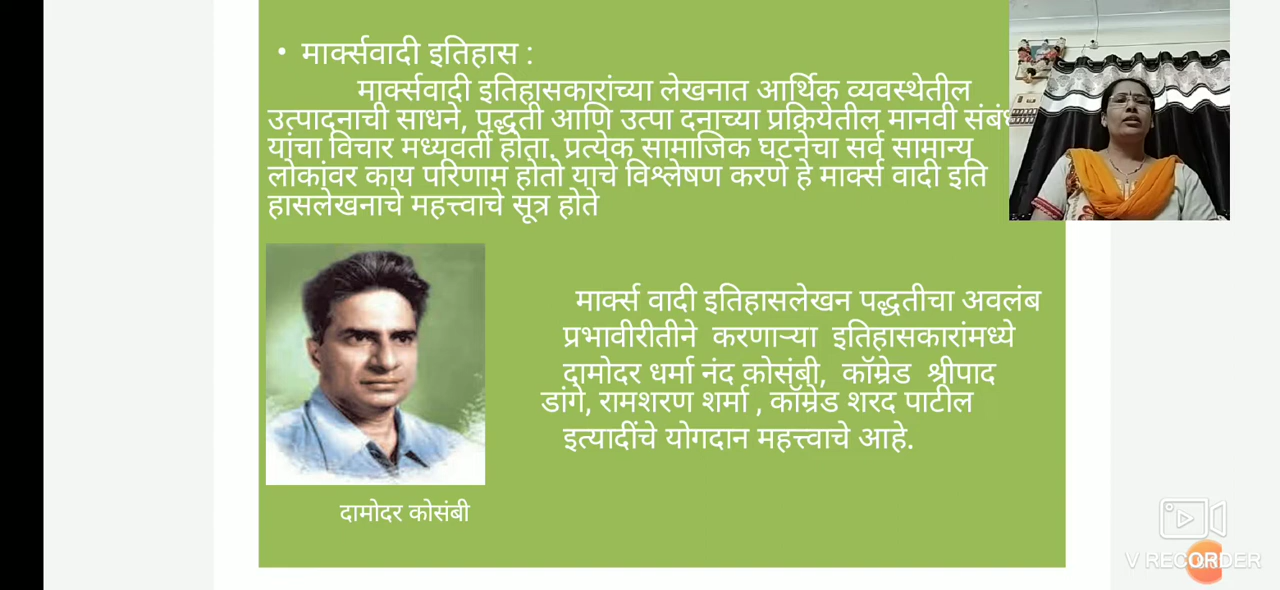 • मार्क्सवादी इतिहास :
मार्क्सवादी इतिहासकारांच्या लेखनात आर्थिक व्यवस्थेतील
उत्पादनाची साधने, पद्धती आणि उत्पा दनाच्या प्रक्रियेतील मानवी
यांचा विचार मध्यवर्ती होता. प्रत्येक सामाजिक घटनेचा सर्व सामान्य
लोकांवर काय परिणाम होतो याचे विश्लेषण करणे हे मार्क्स वादी इति
हासलेखनाचे महत्त्वाचे सूत्र होते
मार्क्स वादी इतिहासलेखन पद्धतीचा अवलंब
प्रभावीरीतीने करणाऱ्या इतिहासकारांमध्ये
दामोदर धर्मा नंद कोसंबी, कॉम्रेड श्रीपाद
डांगे, रामशरण शर्मा , कॉम्रेड शरद पाटील
इत्यादींचे योगदान महत्त्वाचे आहे.
दामोदर कोसंबी
V RECORDER